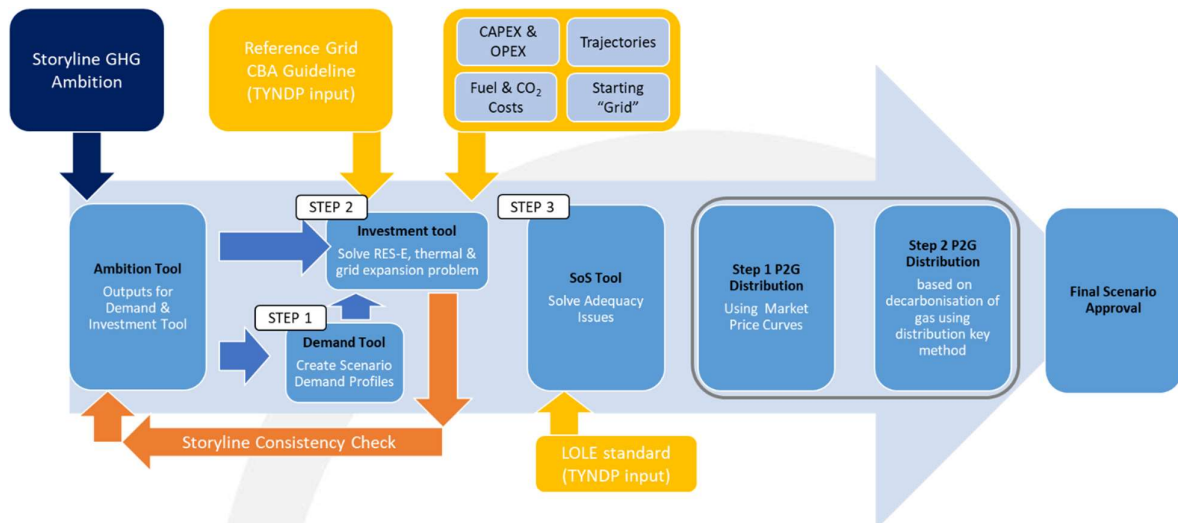 Storyline GHG
Ambition
Reference Grid
CBA Guideline
(TYNDP input)
CAPEX &
OPEX
Trajectories
Fuel & CO₂
Costs
Starting
“Grid”
STEP 2
STEP 3
Ambition Tool
Outputs for
Demand &
Investment Tool
Investment tool
Solve RES-E, thermal &
grid expansion problem
STEP 1
Demand Tool
Create Scenario
Demand Profiles
SoS Tool
Solve Adequacy
Issues
Step 1 P2G
Distribution
Using Market
Price Curves
Step 2 P2G
Distribution
based on
decarbonisation of
gas using
distribution key
method
Final Scenario
Approval
Storyline Consistency Check
LOLE standard
(TYNDP input)